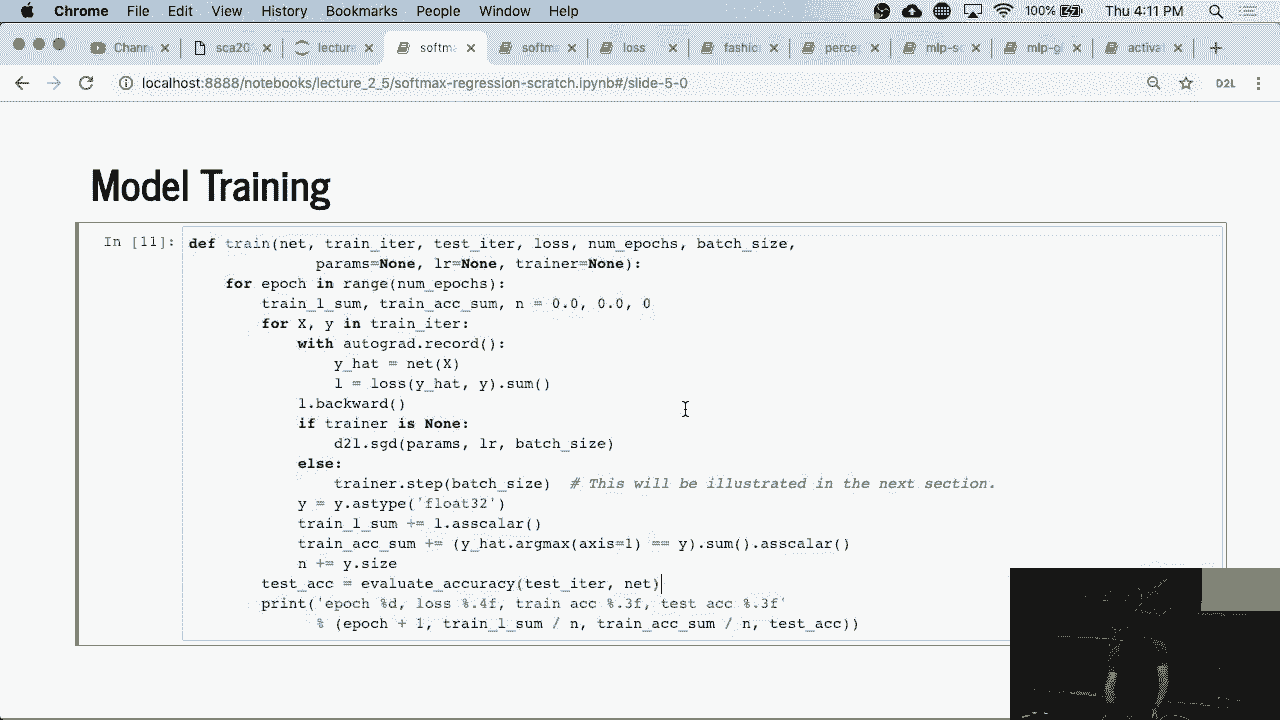 Chrome File Edit View History Bookmarks People Window Help 100% Thu 4:11 PM
Chann sca20 lecture softma softm loss fashic percep mlp-s mlp-g activat
localhost:8888/notebooks/lecture_2_5/softmax-regression-scratch.ipynb#/slide-5-0 D2L
Model Training
In [11]: def train(net, train_iter, test_iter, loss, num_epochs, batch_size,
params=None, lr=None, trainer=None):
for epoch in range(num_epochs):
train_l_sum, train_acc_sum, n = 0.0, 0.0, 0
for X, y in train_iter:
with autograd.record():
y_hat = net(X)
l = loss(y_hat, y).sum()
l.backward()
if trainer is None:
d2l.sgd(params, lr, batch_size)
else:
trainer.step(batch_size) # This will be illustrated in the next section.
y = y.astype('float32')
train_l_sum += l.asscalar()
train_acc_sum += (y_hat.argmax(axis=1) == y).sum().asscalar()
n += y.size
test_acc = evaluate_accuracy(test_iter, net)
print('epoch %d, loss %.4f, train acc %.3f, test acc %.3f'
% (epoch + 1, train_l_sum / n, train_acc_sum / n, test_acc))